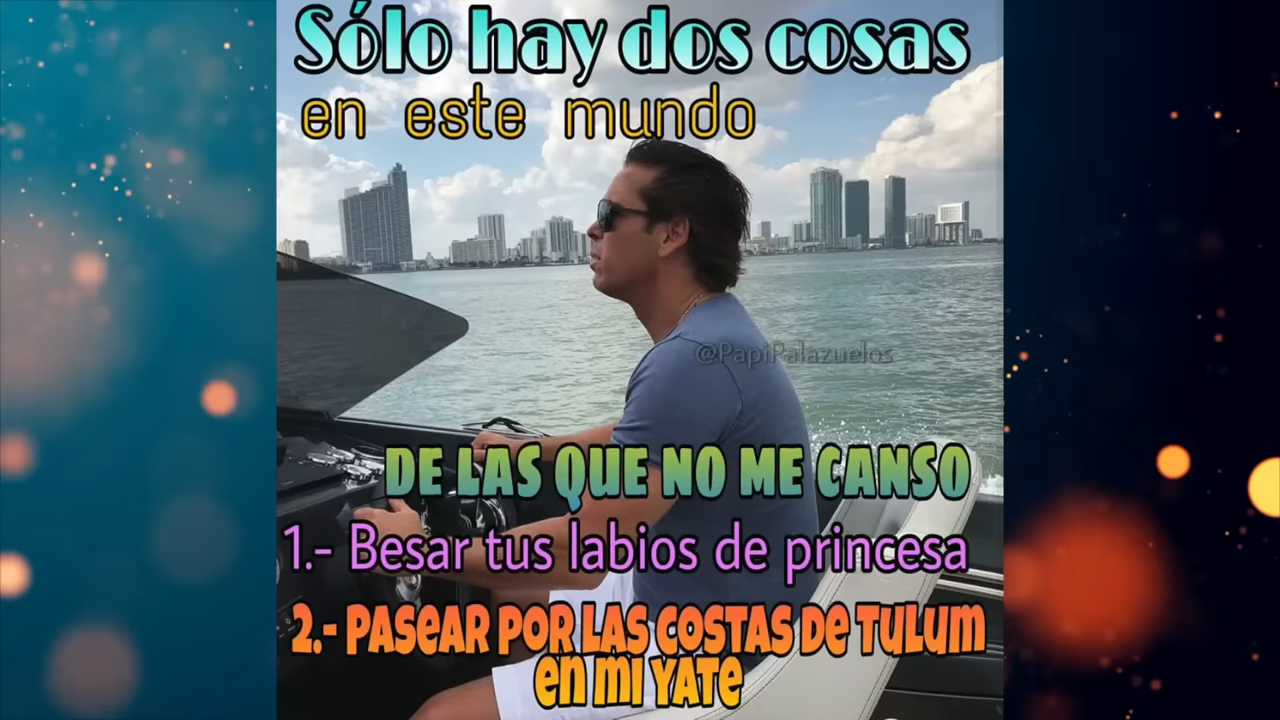 Sólo hay dos cosas
en este mundo
@PapiPalazuelos
DE LAS QUE NO ME CANSO
1.- Besar tus labios de princesa
2.- PASEAR POR LAS COSTAS DE TULUM
EN MI YATE